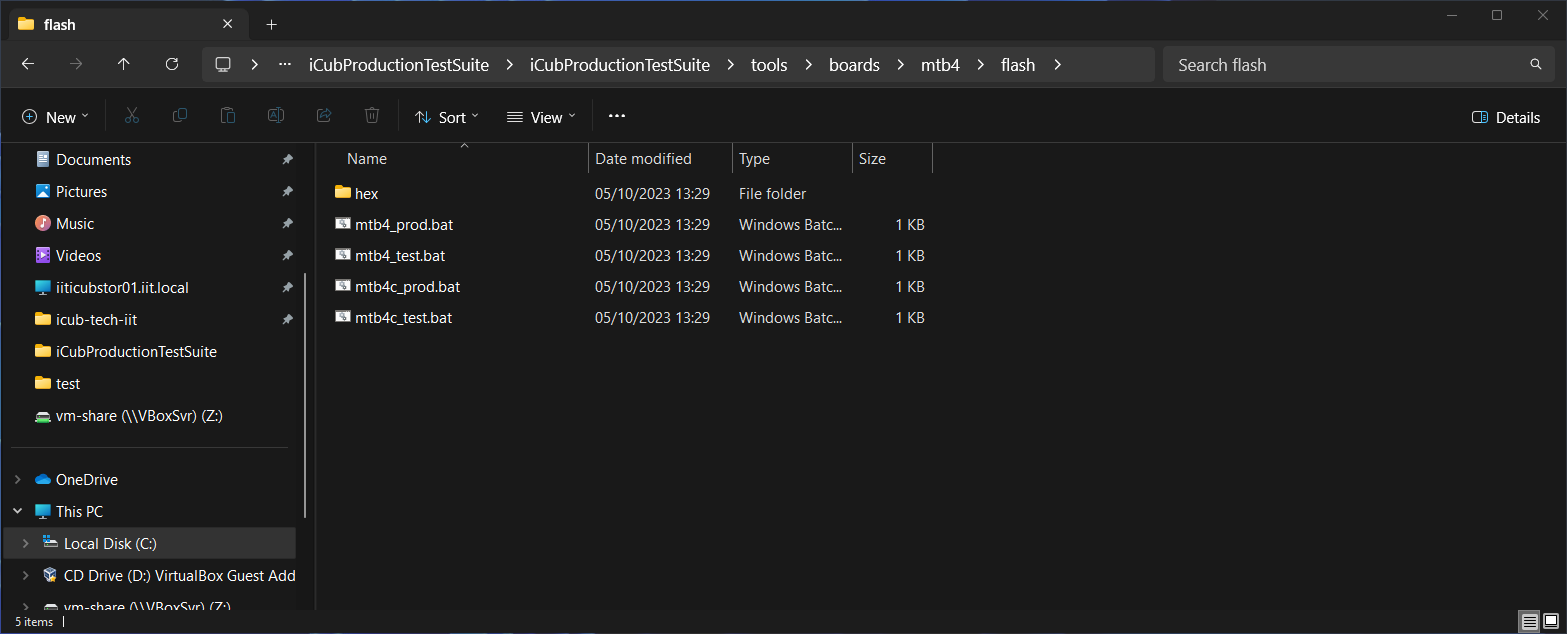 flash
iCubProductionTestSuite iCubProductionTestSuite tools boards mtb4 flash
Search flash
New Sort View Details
Documents
Pictures
Music
Videos
iiticubstor01.iit.local
icub-tech-iit
iCubProductionTestSuite
test
vm-share (\\VBoxSvr) (Z:)
OneDrive
This PC
Local Disk (C:)
CD Drive (D:) VirtualBox Guest Add
vm-share (\\VBoxSvr) (Z:)
Name Date modified Type Size
hex 05/10/2023 13:29 File folder
mtb4_prod.bat 05/10/2023 13:29 Windows Batc... 1 KB
mtb4_test.bat 05/10/2023 13:29 Windows Batc... 1 KB
mtb4c_prod.bat 05/10/2023 13:29 Windows Batc... 1 KB
mtb4c_test.bat 05/10/2023 13:29 Windows Batc... 1 KB
5 items